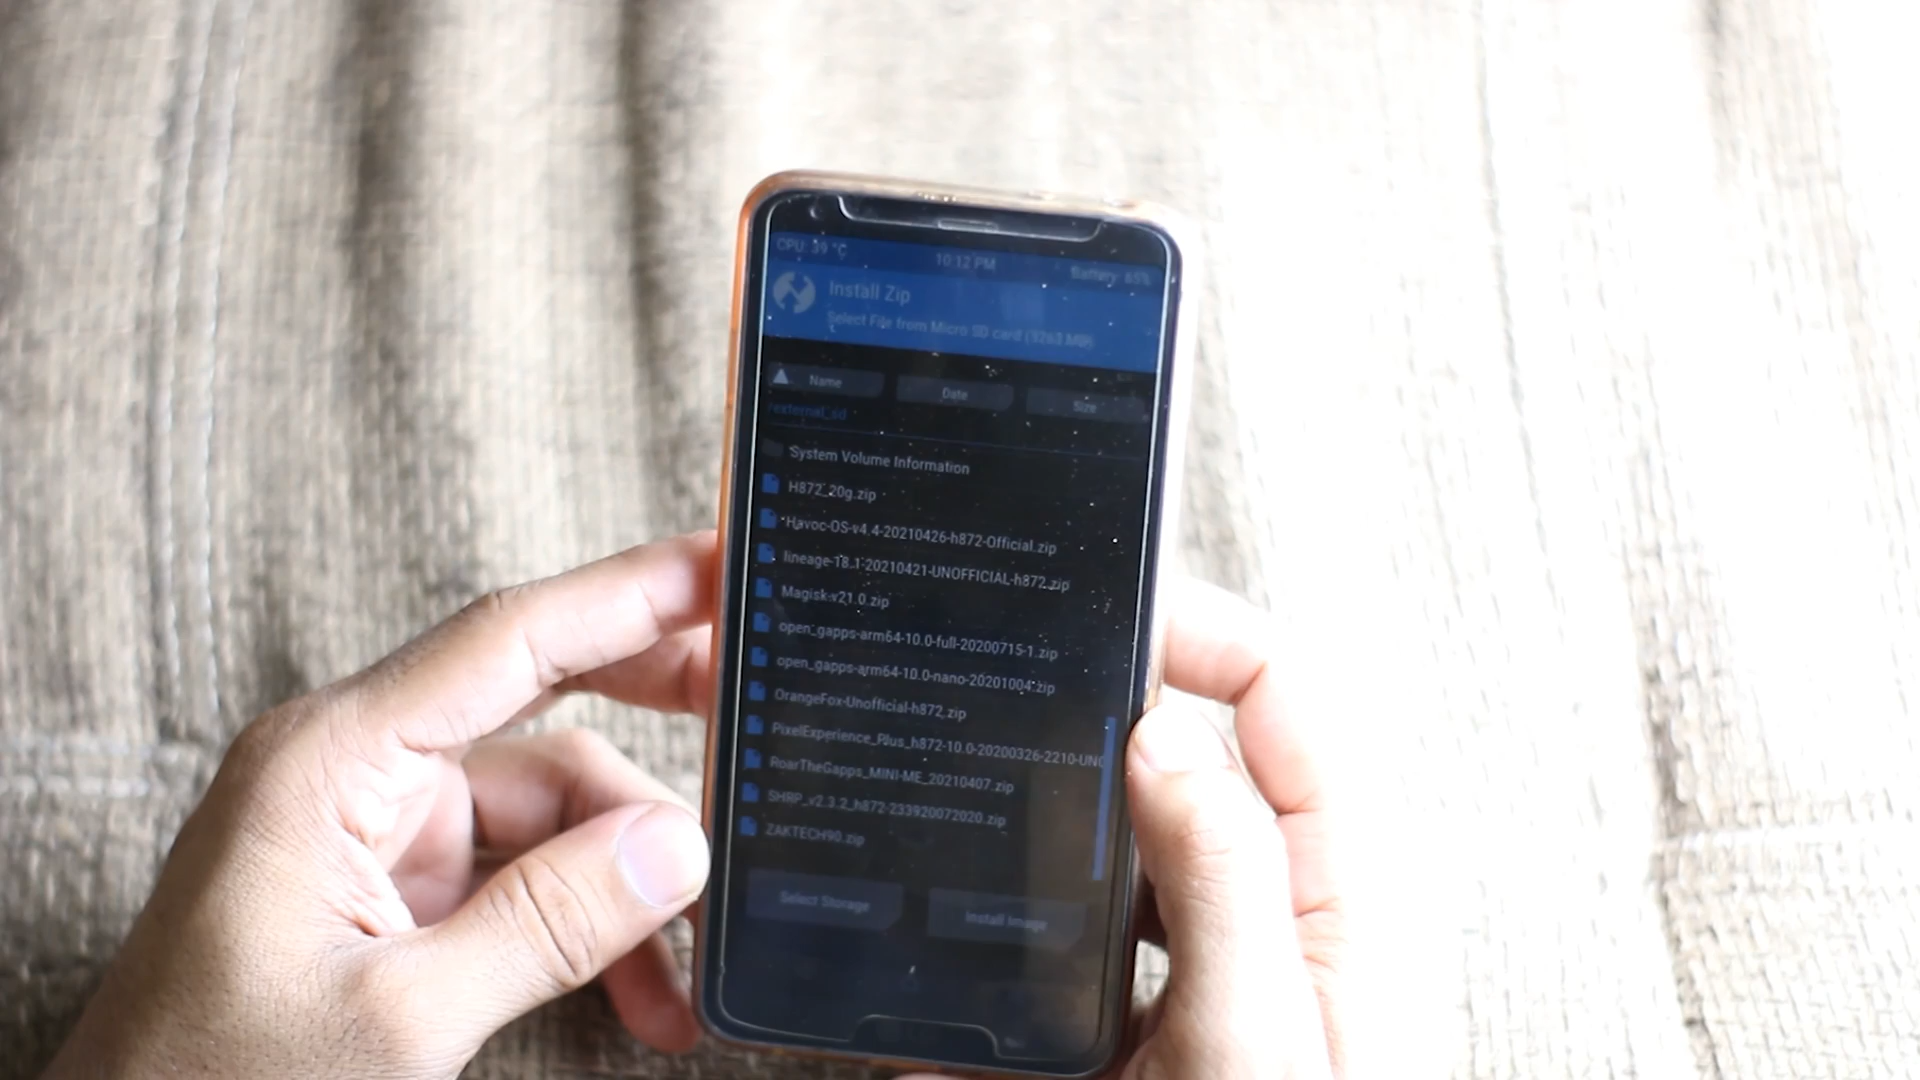 CPU: 39 °C 10:12 PM Battery: 65%
Install Zip
Select File from Micro SD card (9263 MB)
Name Date Size
/external_sd
System Volume Information
H872_20g.zip
Havoc-OS-v4.4-20210426-h872-Official.zip
lineage-18.1-20210421-UNOFFICIAL-h872.zip
Magisk-v21.0.zip
open_gapps-arm64-10.0-full-20200715-1.zip
open_gapps-arm64-10.0-nano-20201004.zip
OrangeFox-Unofficial-h872.zip
PixelExperience_Plus_h872-10.0-20200326-2210-UNO
RoarTheGapps_MINI-ME_20210407.zip
SHRP_v2.3.2_h872-233920072020.zip
ZAKTECH90.zip
Select Storage Install Image